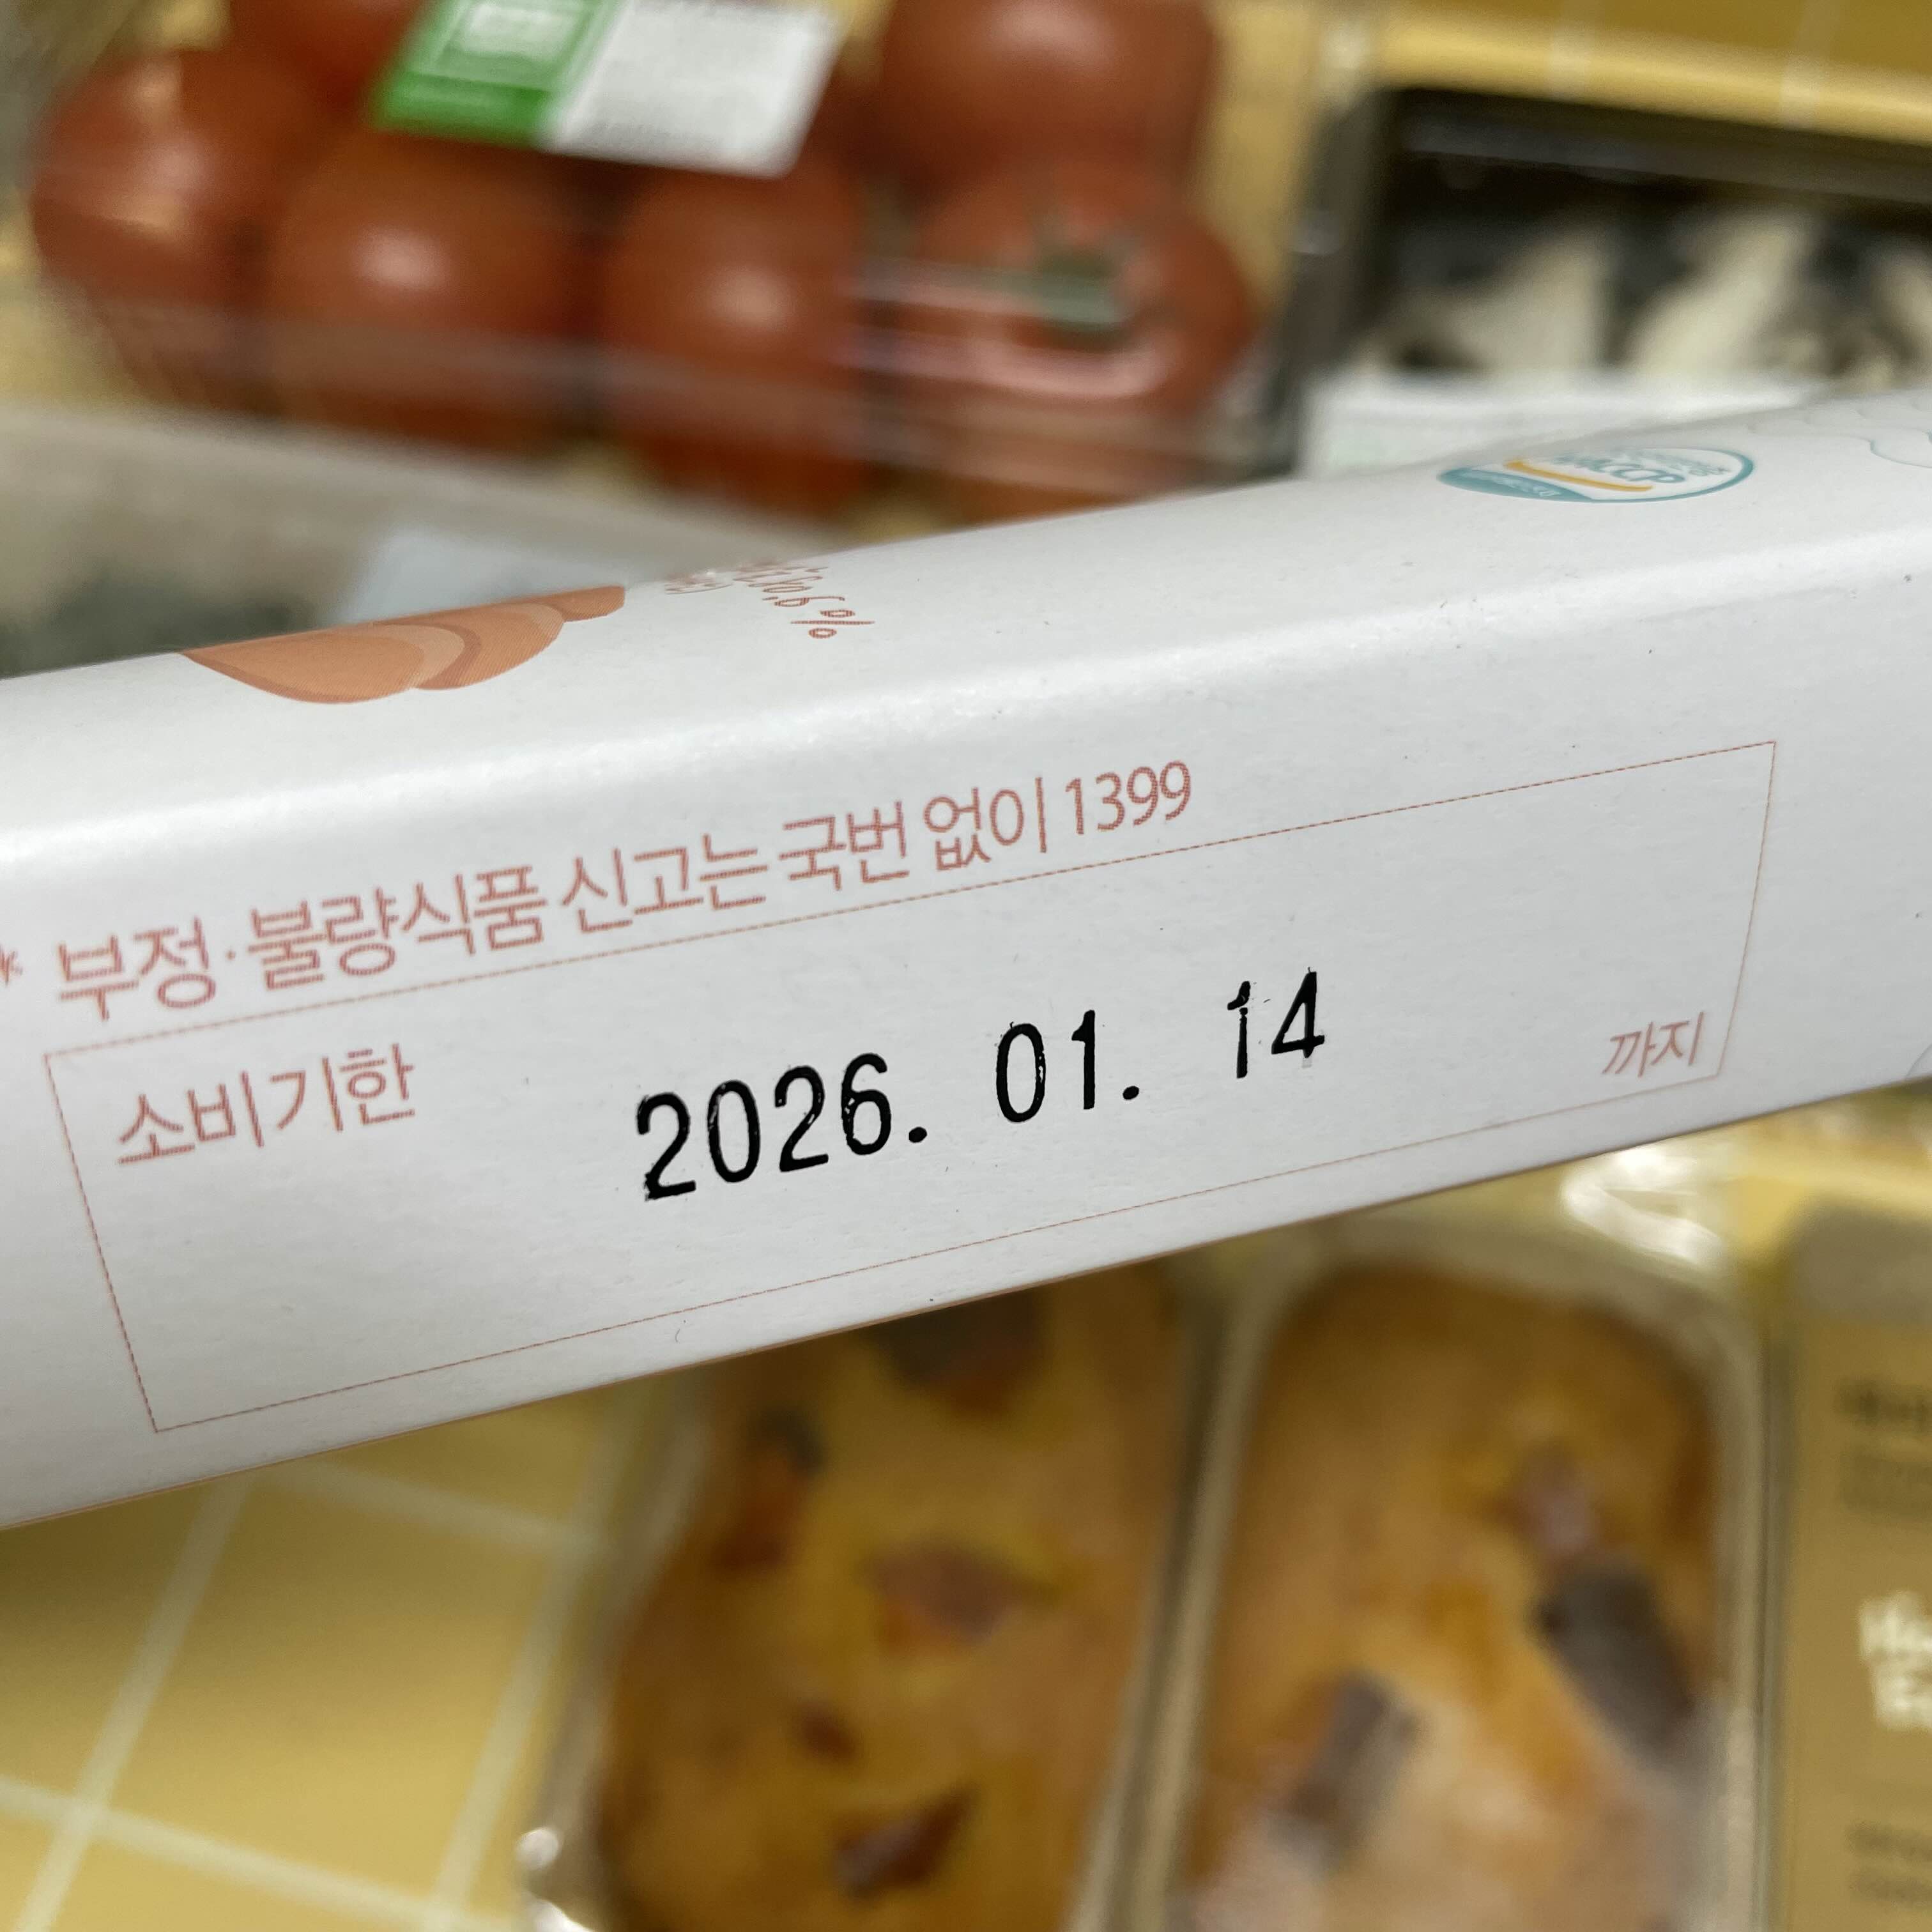 HACCP
* 부정·불량식품 신고는 국번 없이 1399
소비기한 2026. 01. 14 까지